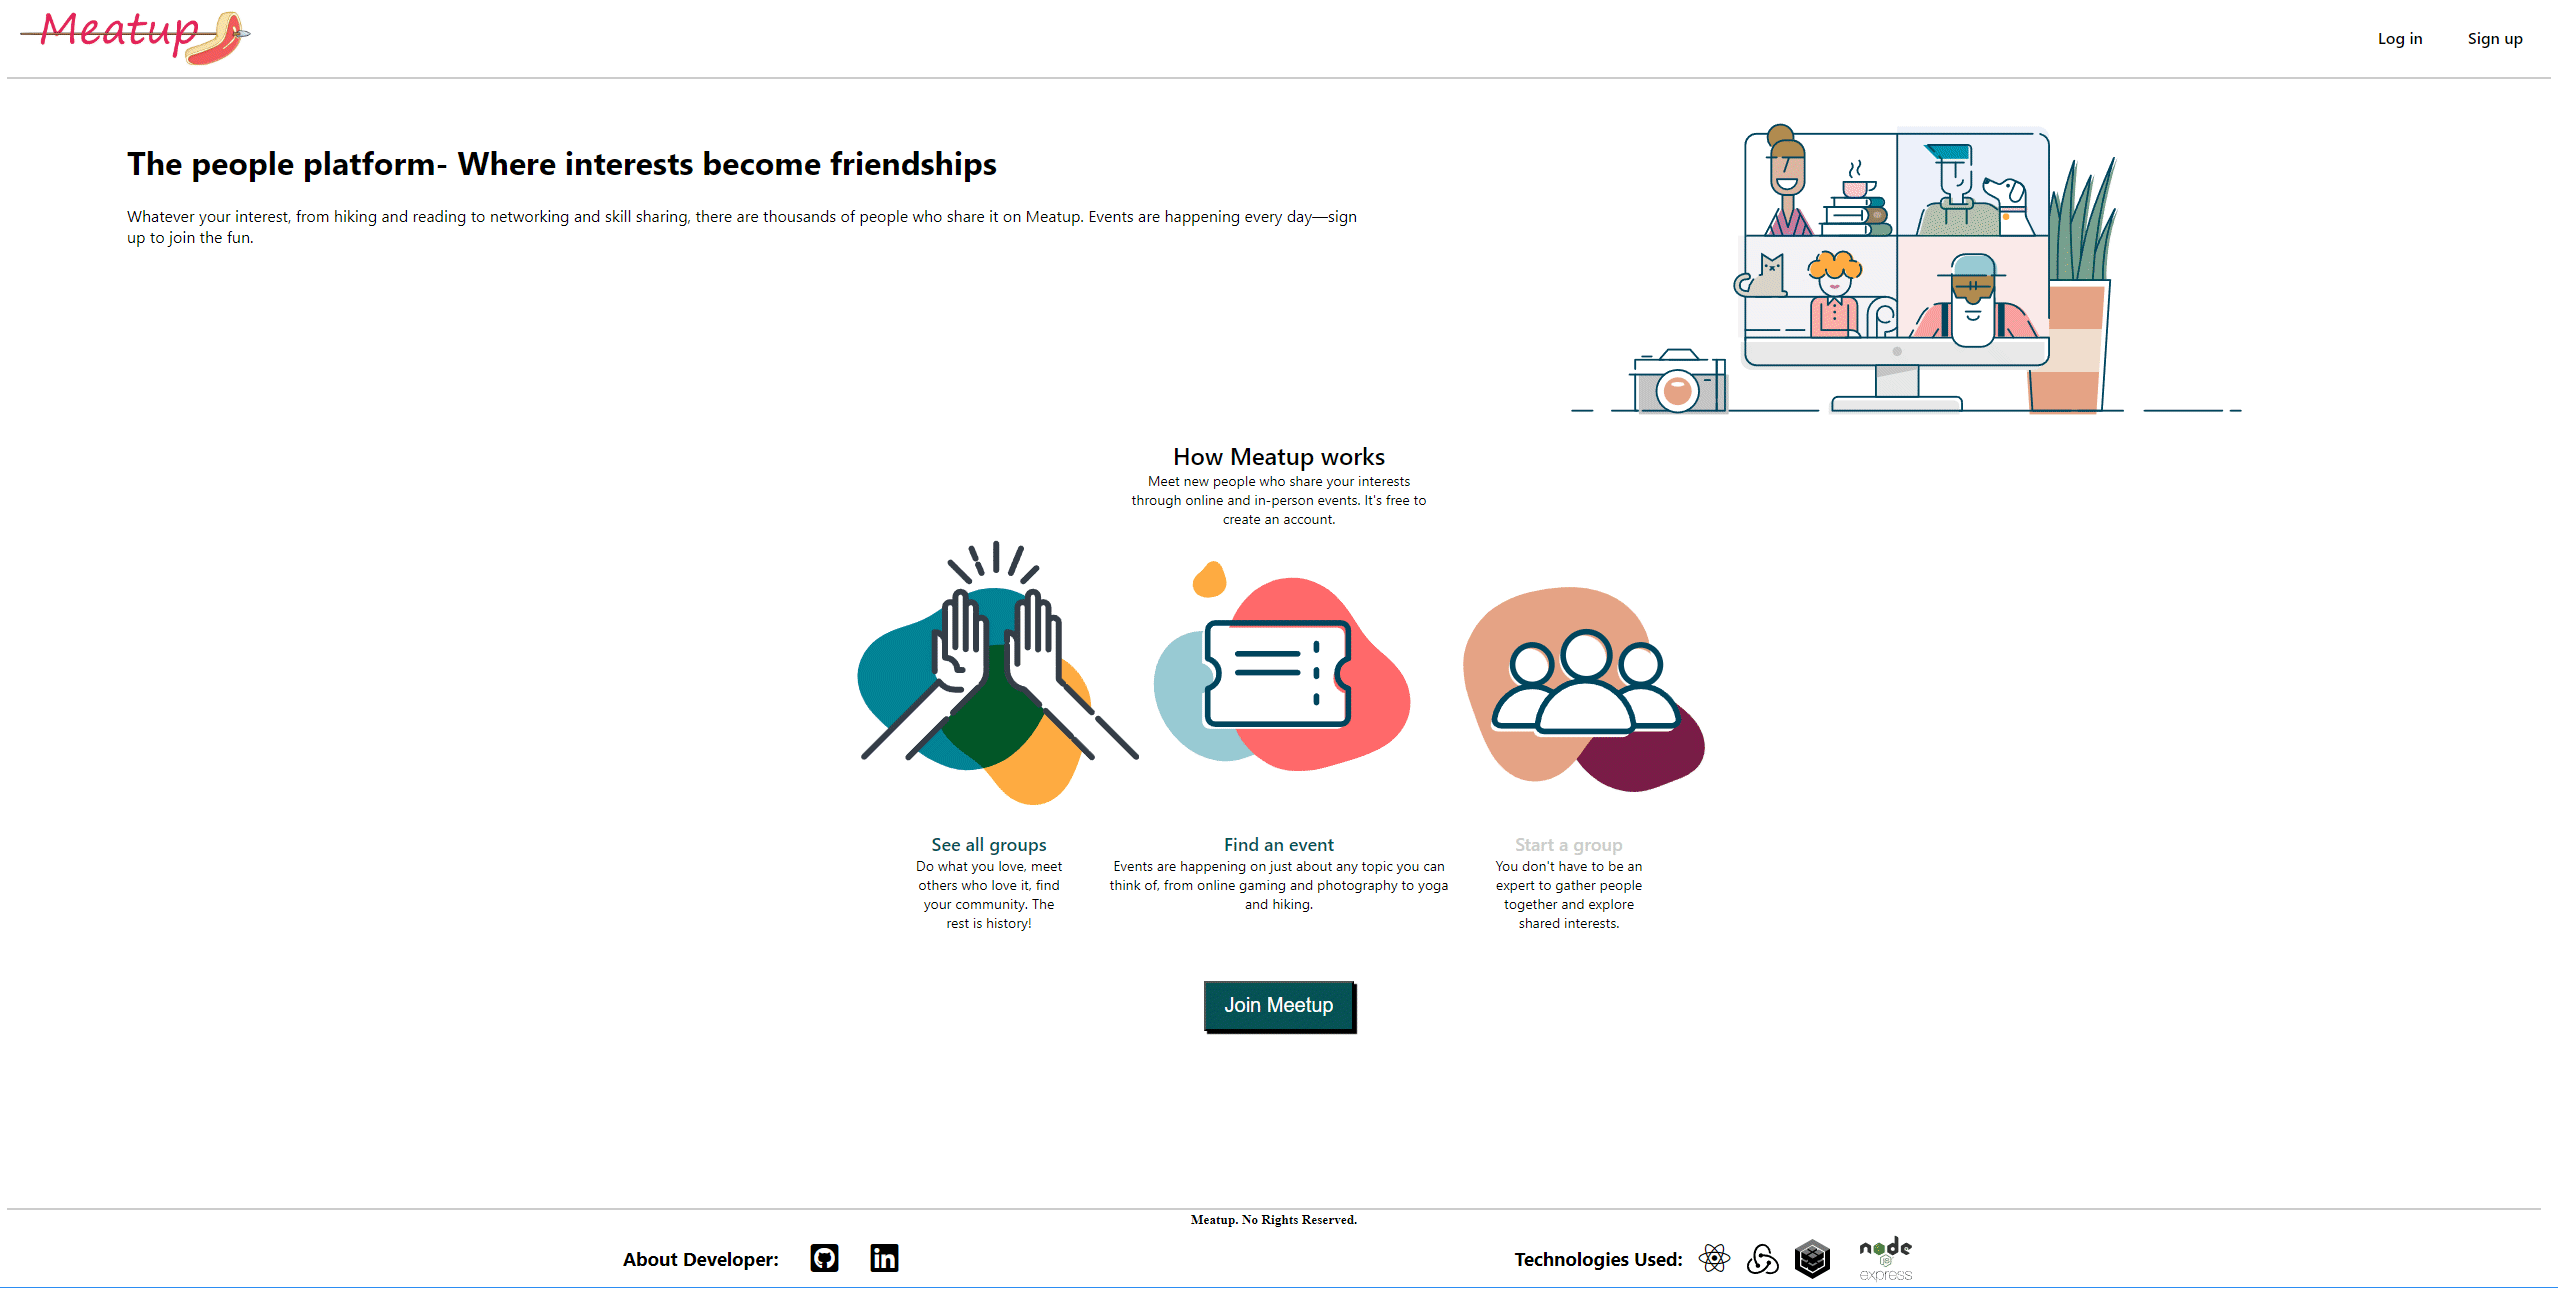 Meatup
Log in
Sign up
The people platform- Where interests become friendships
Whatever your interest, from hiking and reading to networking and skill sharing, there are thousands of people who share it on Meatup. Events are happening every day—sign
up to join the fun.
How Meatup works
Meet new people who share your interests
through online and in-person events. It's free to
create an account.
See all groups
Do what you love, meet
others who love it, find
your community. The
rest is history!
Find an event
Events are happening on just about any topic you can
think of, from online gaming and photography to yoga
and hiking.
Start a group
You don't have to be an
expert to gather people
together and explore
shared interests.
Join Meetup
Meatup. No Rights Reserved.
About Developer:
in
Technologies Used:
node
JS
express